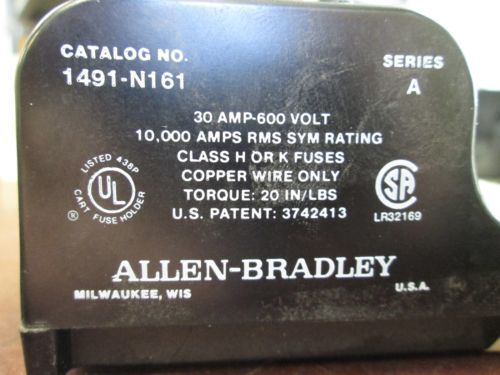 CATALOG NO.
1491-N161
SERIES
A
30 AMP-600 VOLT
10,000 AMPS RMS SYM RATING
CLASS H OR K FUSES
COPPER WIRE ONLY
TORQUE: 20 IN/LBS
U.S. PATENT: 3742413
LISTED 438P
UL
CART FUSE HOLDER
®
SA
LR32169
ALLEN-BRADLEY
MILWAUKEE, WIS
U.S.A.